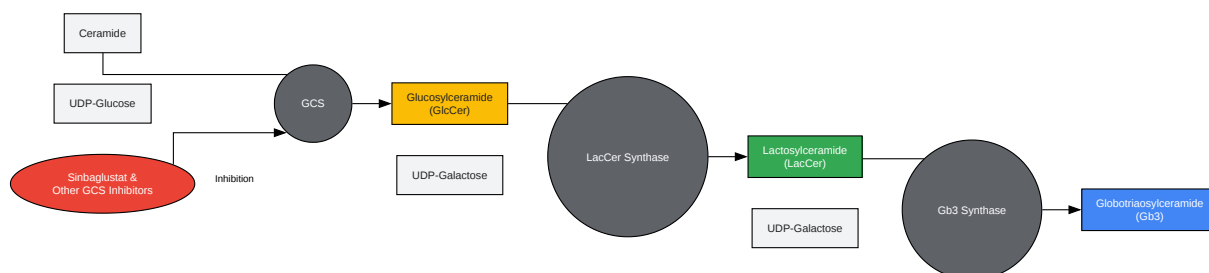 Ceramide
UDP-Glucose
GCS
Sinbaglustat &
Other GCS Inhibitors
Inhibition
Glucosylceramide
(GlcCer)
UDP-Galactose
LacCer Synthase
Lactosylceramide
(LacCer)
UDP-Galactose
Gb3 Synthase
Globotriaosylceramide
(Gb3)